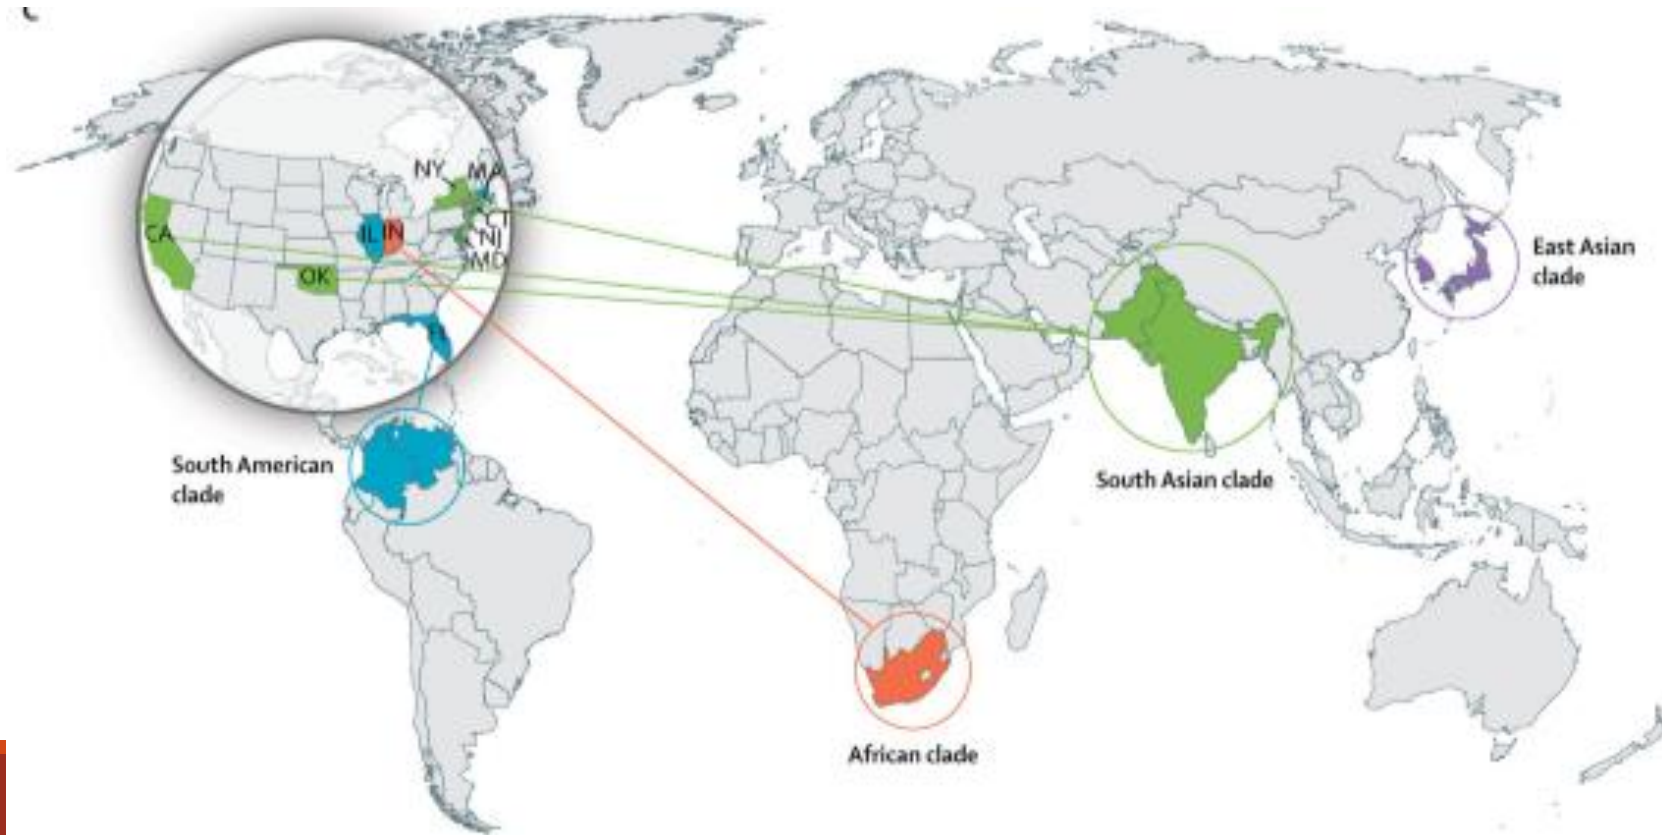 NY
MA
CA
IL
IN
CT
NJ
MD
OK
East Asian
clade
South American
clade
South Asian clade
African clade